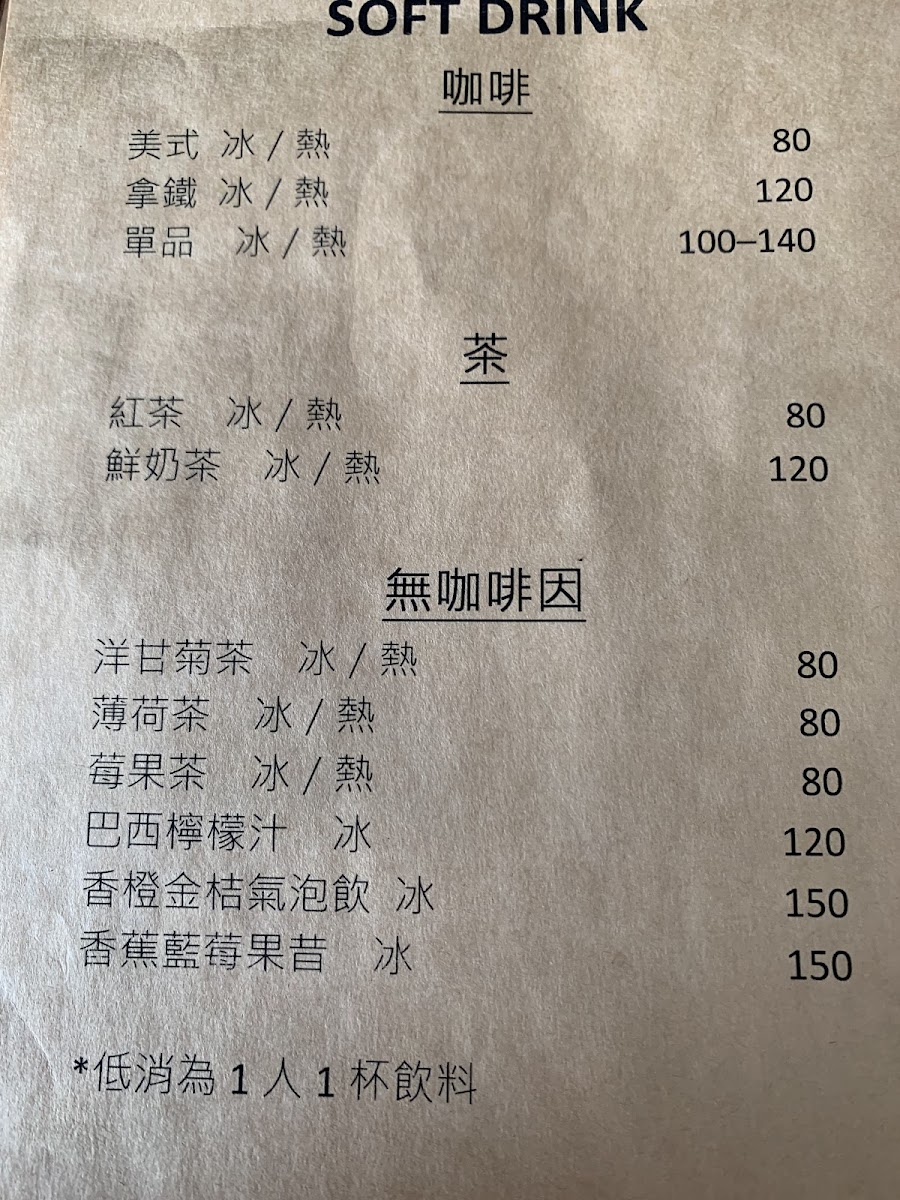 SOFT DRINK
咖啡
美式 冰 / 熱 80
拿鐵 冰 / 熱 120
單品 冰 / 熱 100–140
茶
紅茶 冰 / 熱 80
鮮奶茶 冰 / 熱 120
無咖啡因
洋甘菊茶 冰 / 熱 80
薄荷茶 冰 / 熱 80
莓果茶 冰 / 熱 80
巴西檸檬汁 冰 120
香橙金桔氣泡飲 冰 150
香蕉藍莓果昔 冰 150
*低消為 1 人 1 杯飲料